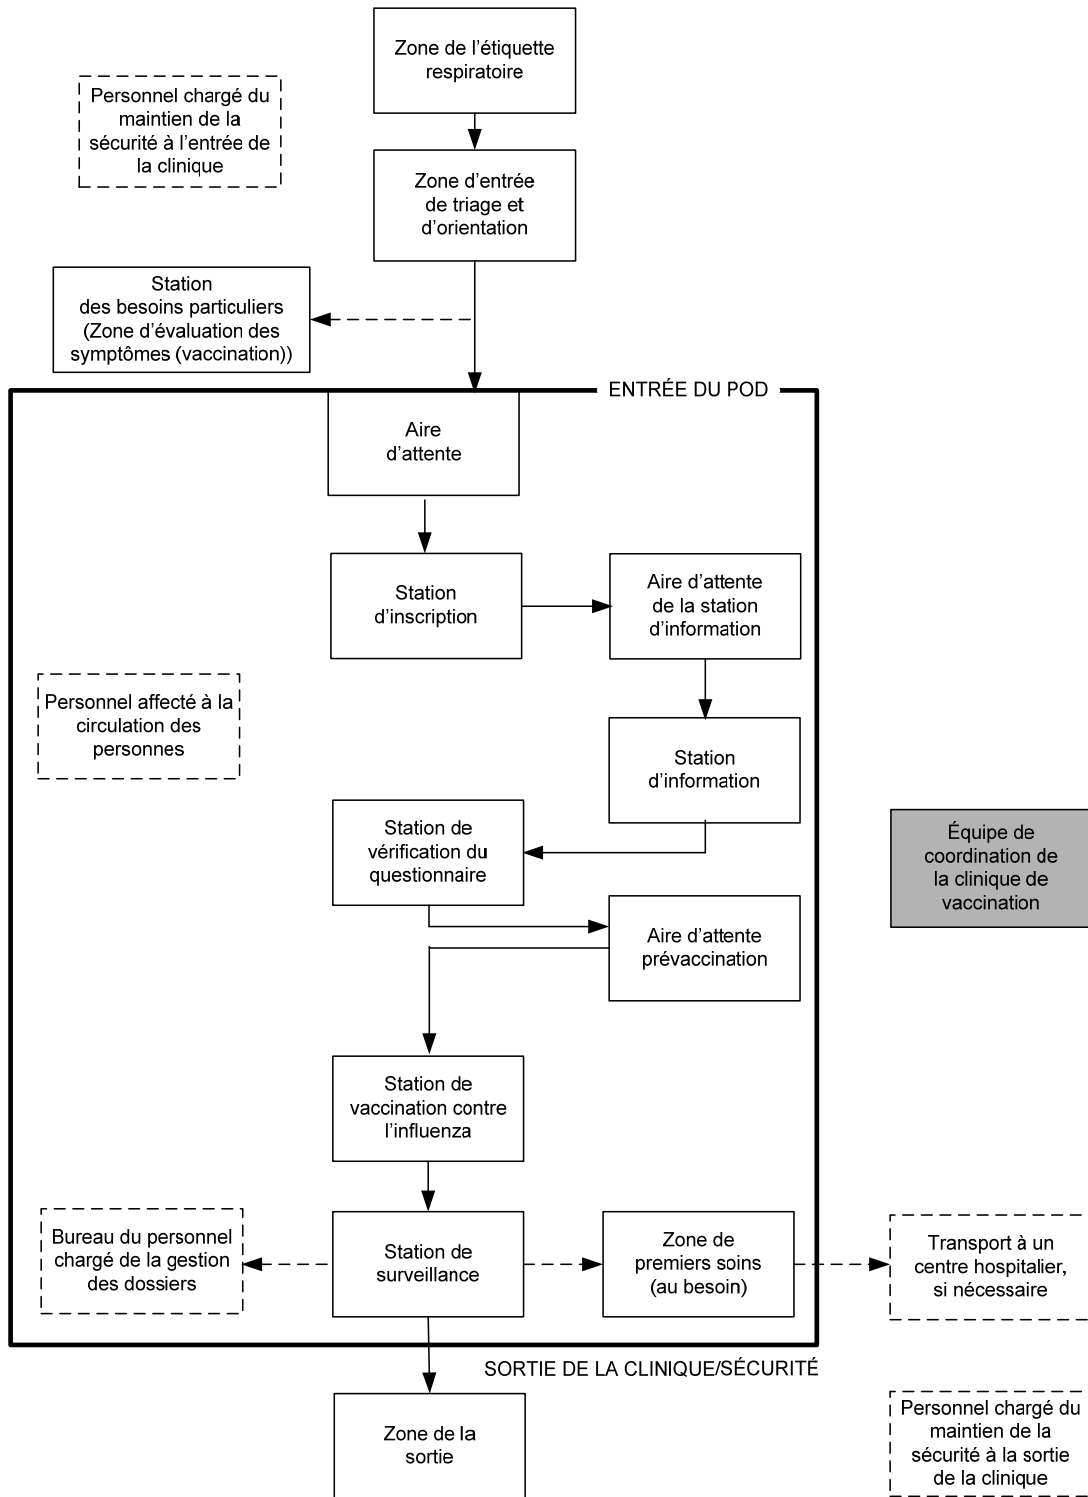 Zone de l’étiquette
respiratoire
Personnel chargé du
maintien de la
sécurité à l’entrée de
la clinique
Zone d’entrée
de triage et
d’orientation
Station
des besoins particuliers
(Zone d’évaluation des
symptômes (vaccination))
ENTRÉE DU POD
Aire
d’attente
Station
d’inscription
Aire d’attente
de la station
d’information
Personnel affecté à la
circulation des
personnes
Station
d’information
Station de
vérification du
questionnaire
Équipe de
coordination de
la clinique de
vaccination
Aire d’attente
prévaccination
Station de
vaccination contre
l’influenza
Bureau du personnel
chargé de la gestion
des dossiers
Station de
surveillance
Zone de
premiers soins
(au besoin)
Transport à un
centre hospitalier,
si nécessaire
SORTIE DE LA CLINIQUE/SÉCURITÉ
Zone de la
sortie
Personnel chargé du
maintien de la
sécurité à la sortie
de la clinique